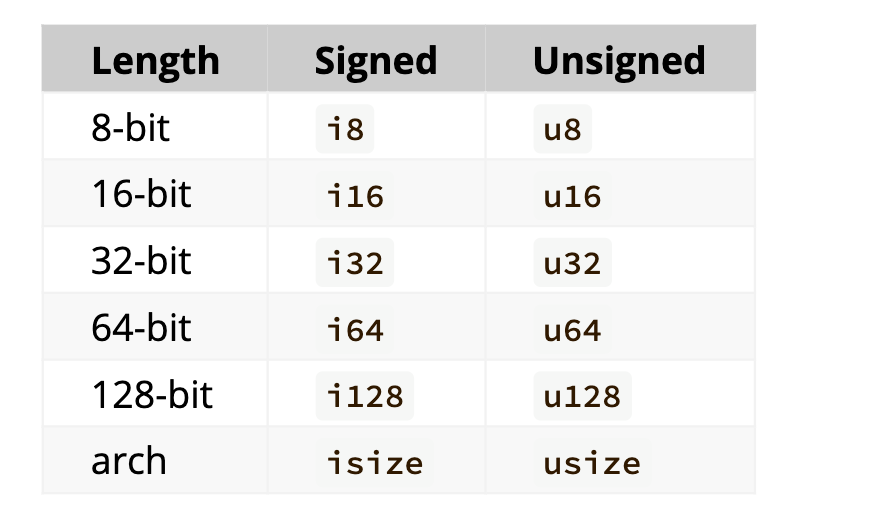 Length Signed Unsigned
8-bit i8 u8
16-bit i16 u16
32-bit i32 u32
64-bit i64 u64
128-bit i128 u128
arch isize usize